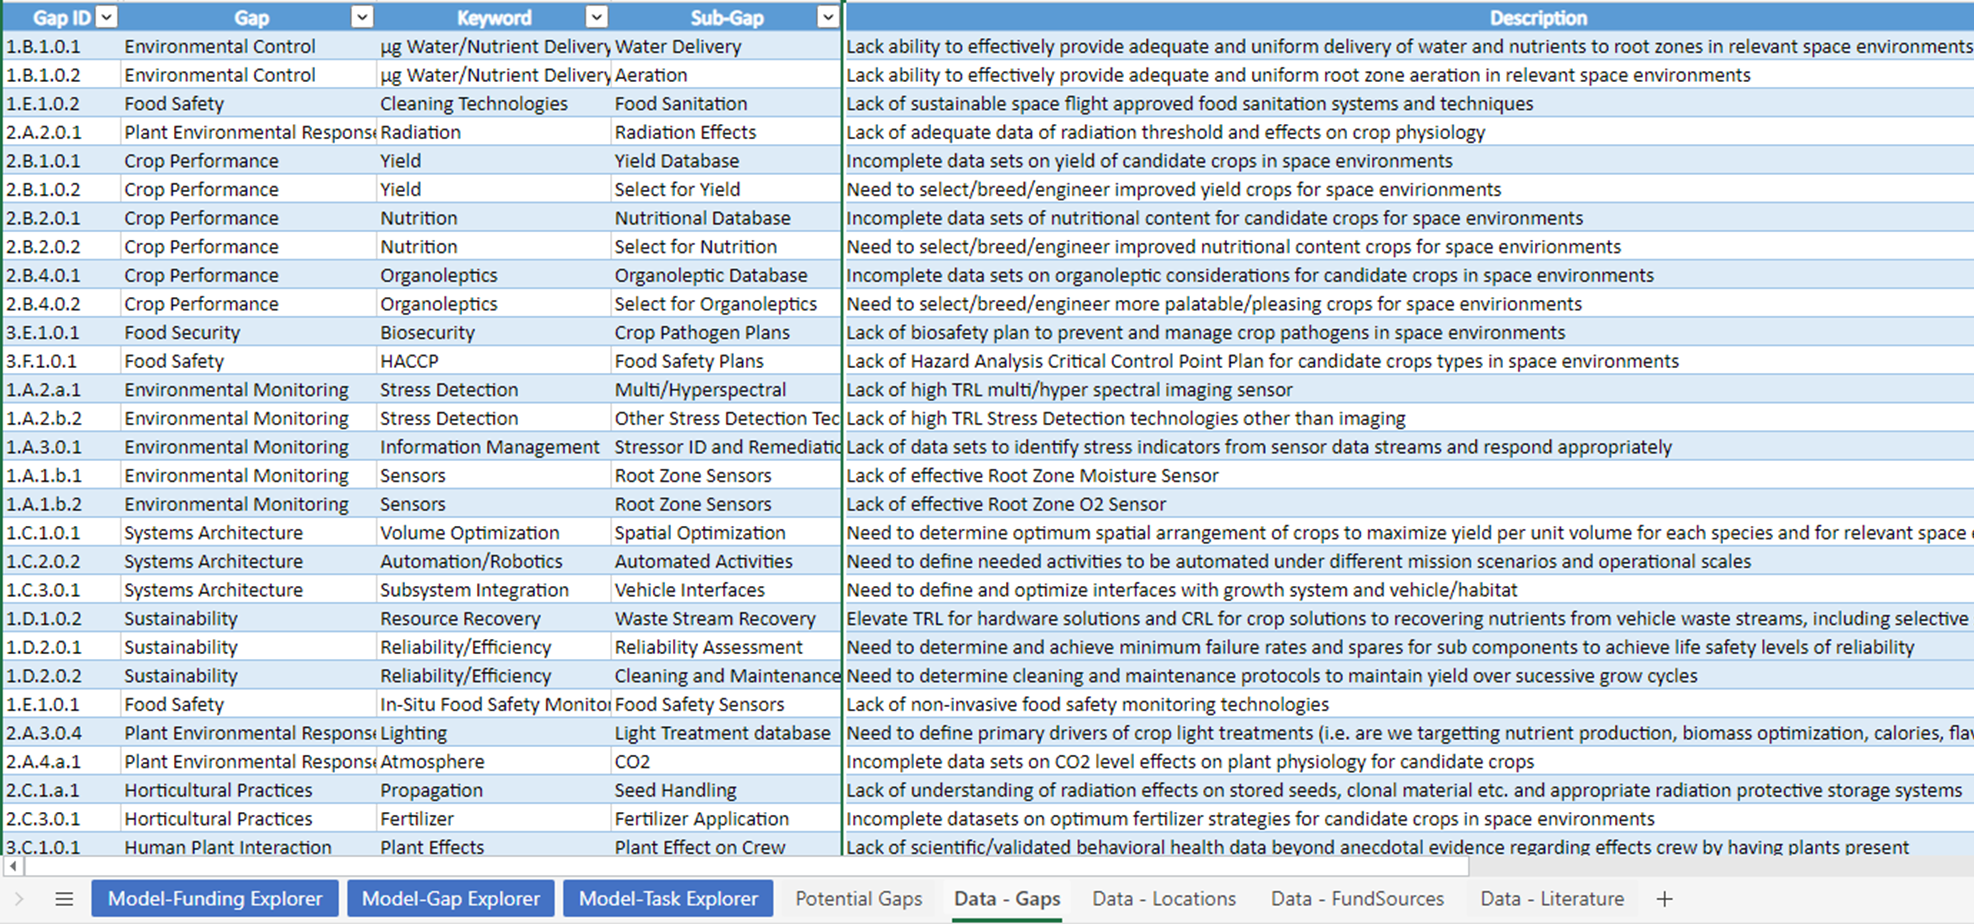 Gap ID Gap Keyword Sub-Gap Description
1.B.1.0.1 Environmental Control µg Water/Nutrient Delivery Water Delivery Lack ability to effectively provide adequate and uniform delivery of water and nutrients to root zones in relevant space environments
1.B.1.0.2 Environmental Control µg Water/Nutrient Delivery Aeration Lack ability to effectively provide adequate and uniform root zone aeration in relevant space environments
1.E.1.0.2 Food Safety Cleaning Technologies Food Sanitation Lack of sustainable space flight approved food sanitation systems and techniques
2.A.2.0.1 Plant Environmental Response Radiation Radiation Effects Lack of adequate data of radiation threshold and effects on crop physiology
2.B.1.0.1 Crop Performance Yield Yield Database Incomplete data sets on yield of candidate crops in space environments
2.B.1.0.2 Crop Performance Yield Select for Yield Need to select/breed/engineer improved yield crops for space envirionments
2.B.2.0.1 Crop Performance Nutrition Nutritional Database Incomplete data sets of nutritional content for candidate crops for space environments
2.B.2.0.2 Crop Performance Nutrition Select for Nutrition Need to select/breed/engineer improved nutritional content crops for space envirionments
2.B.4.0.1 Crop Performance Organoleptics Organoleptic Database Incomplete data sets on organoleptic considerations for candidate crops in space environments
2.B.4.0.2 Crop Performance Organoleptics Select for Organoleptics Need to select/breed/engineer more palatable/pleasing crops for space envirionments
3.E.1.0.1 Food Security Biosecurity Crop Pathogen Plans Lack of biosafety plan to prevent and manage crop pathogens in space environments
3.F.1.0.1 Food Safety HACCP Food Safety Plans Lack of Hazard Analysis Critical Control Point Plan for candidate crops types in space environments
1.A.2.a.1 Environmental Monitoring Stress Detection Multi/Hyperspectral Lack of high TRL multi/hyper spectral imaging sensor
1.A.2.b.2 Environmental Monitoring Stress Detection Other Stress Detection Tec Lack of high TRL Stress Detection technologies other than imaging
1.A.3.0.1 Environmental Monitoring Information Management Stressor ID and Remediatio Lack of data sets to identify stress indicators from sensor data streams and respond appropriately
1.A.1.b.1 Environmental Monitoring Sensors Root Zone Sensors Lack of effective Root Zone Moisture Sensor
1.A.1.b.2 Environmental Monitoring Sensors Root Zone Sensors Lack of effective Root Zone O2 Sensor
1.C.1.0.1 Systems Architecture Volume Optimization Spatial Optimization Need to determine optimum spatial arrangement of crops to maximize yield per unit volume for each species and for relevant space
1.C.2.0.2 Systems Architecture Automation/Robotics Automated Activities Need to define needed activities to be automated under different mission scenarios and operational scales
1.C.3.0.1 Systems Architecture Subsystem Integration Vehicle Interfaces Need to define and optimize interfaces with growth system and vehicle/habitat
1.D.1.0.2 Sustainability Resource Recovery Waste Stream Recovery Elevate TRL for hardware solutions and CRL for crop solutions to recovering nutrients from vehicle waste streams, including selective
1.D.2.0.1 Sustainability Reliability/Efficiency Reliability Assessment Need to determine and achieve minimum failure rates and spares for sub components to achieve life safety levels of reliability
1.D.2.0.2 Sustainability Reliability/Efficiency Cleaning and Maintenance Need to determine cleaning and maintenance protocols to maintain yield over sucessive grow cycles
1.E.1.0.1 Food Safety In-Situ Food Safety Monitor Food Safety Sensors Lack of non-invasive food safety monitoring technologies
2.A.3.0.4 Plant Environmental Response Lighting Light Treatment database Need to define primary drivers of crop light treatments (i.e. are we targetting nutrient production, biomass optimization, calories, flav
2.A.4.a.1 Plant Environmental Response Atmosphere CO2 Incomplete data sets on CO2 level effects on plant physiology for candidate crops
2.C.1.a.1 Horticultural Practices Propagation Seed Handling Lack of understanding of radiation effects on stored seeds, clonal material etc. and appropriate radiation protective storage systems
2.C.3.0.1 Horticultural Practices Fertilizer Fertilizer Application Incomplete datasets on optimum fertilizer strategies for candidate crops in space environments
3.C.1.0.1 Human Plant Interaction Plant Effects Plant Effect on Crew Lack of scientific/validated behavioral health data beyond anecdotal evidence regarding effects crew by having plants present
Model-Funding Explorer Model-Gap Explorer Model-Task Explorer Potential Gaps Data - Gaps Data - Locations Data - FundSources Data - Literature